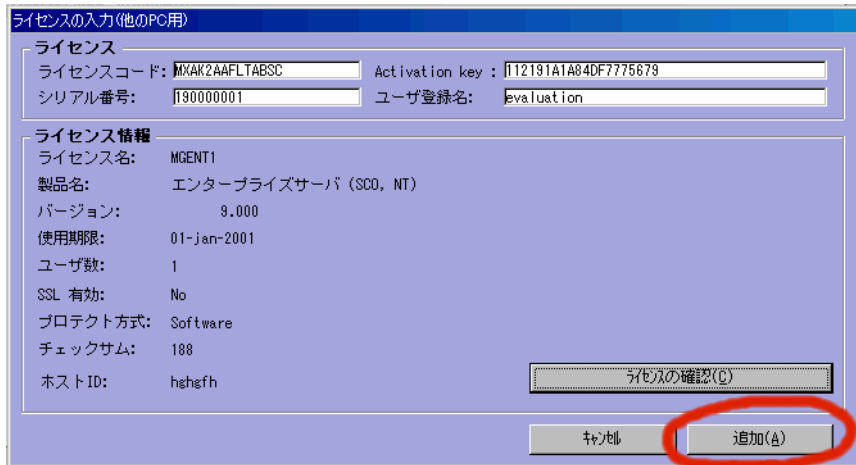 ライセンスの入力(他のPC用)
ライセンス
ライセンスコード: MXAK2AAFLTABSC Activation key : 112191A1A84DF7775679
シリアル番号: 190000001 ユーザ登録名: evaluation
ライセンス情報
ライセンス名: MGENT1
製品名: エンタープライズサーバ (SCO, NT)
バージョン: 9.000
使用期限: 01-jan-2001
ユーザ数: 1
SSL 有効: No
プロテクト方式: Software
チェックサム: 188
ホストID: hghgfh
ライセンスの確認(C)
キャンセル 追加(A)